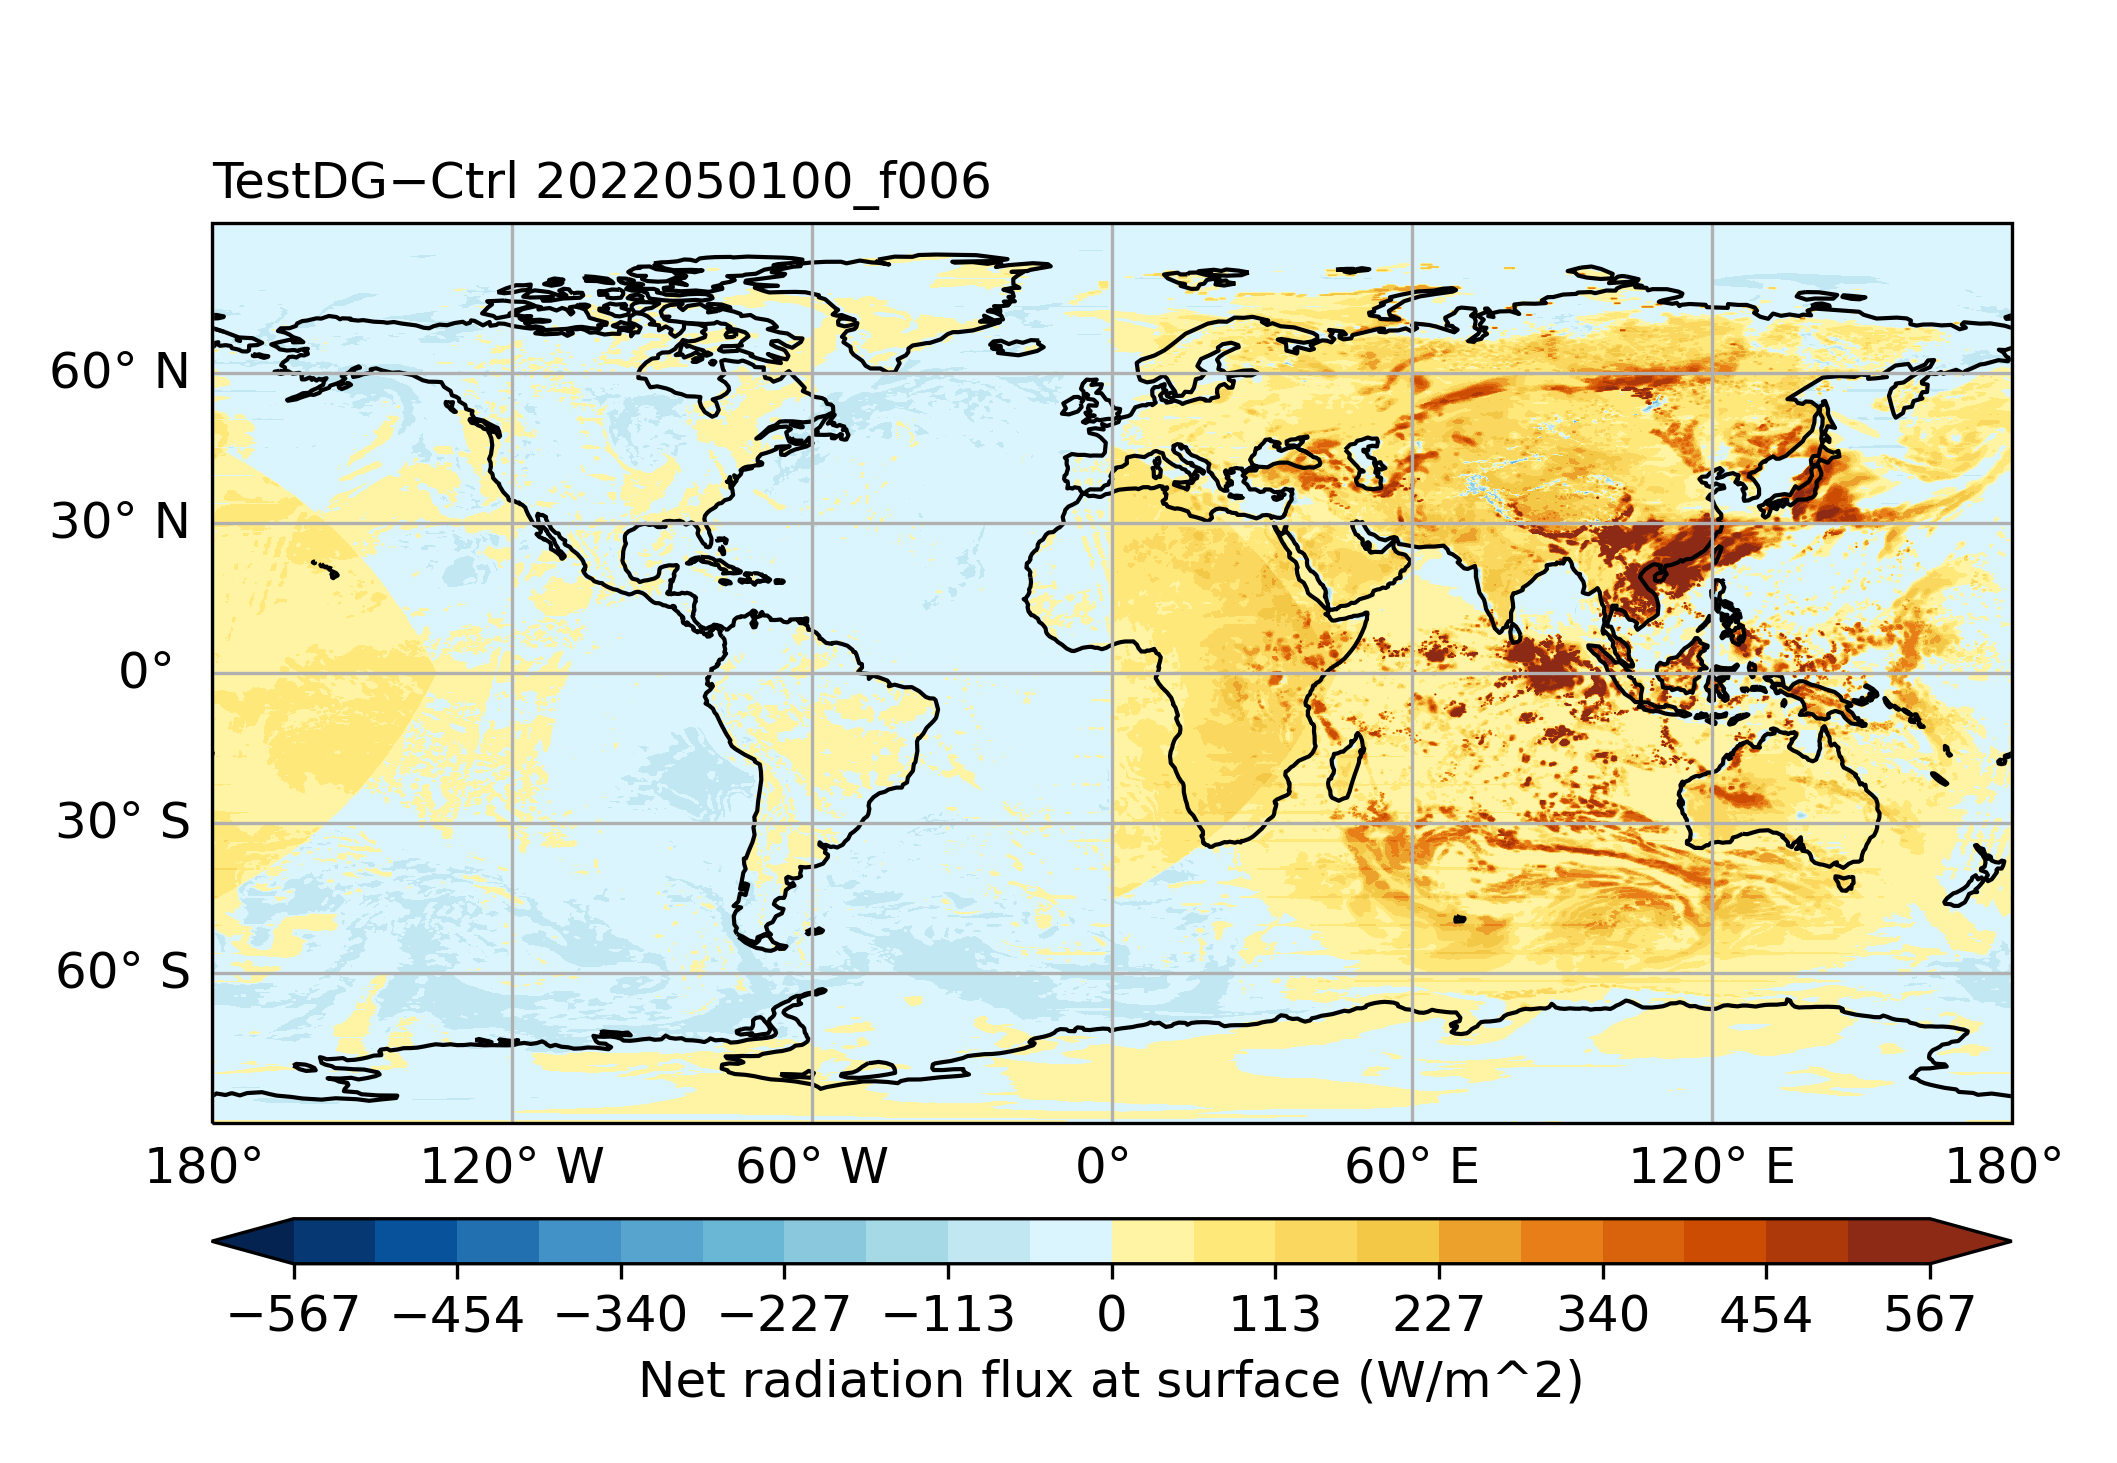 TestDG−Ctrl 2022050100_f006
60° N
30° N
0°
30° S
60° S
180° 120° W 60° W 0° 60° E 120° E 180°
−567 −454 −340 −227 −113 0 113 227 340 454 567
Net radiation flux at surface (W/m^2)